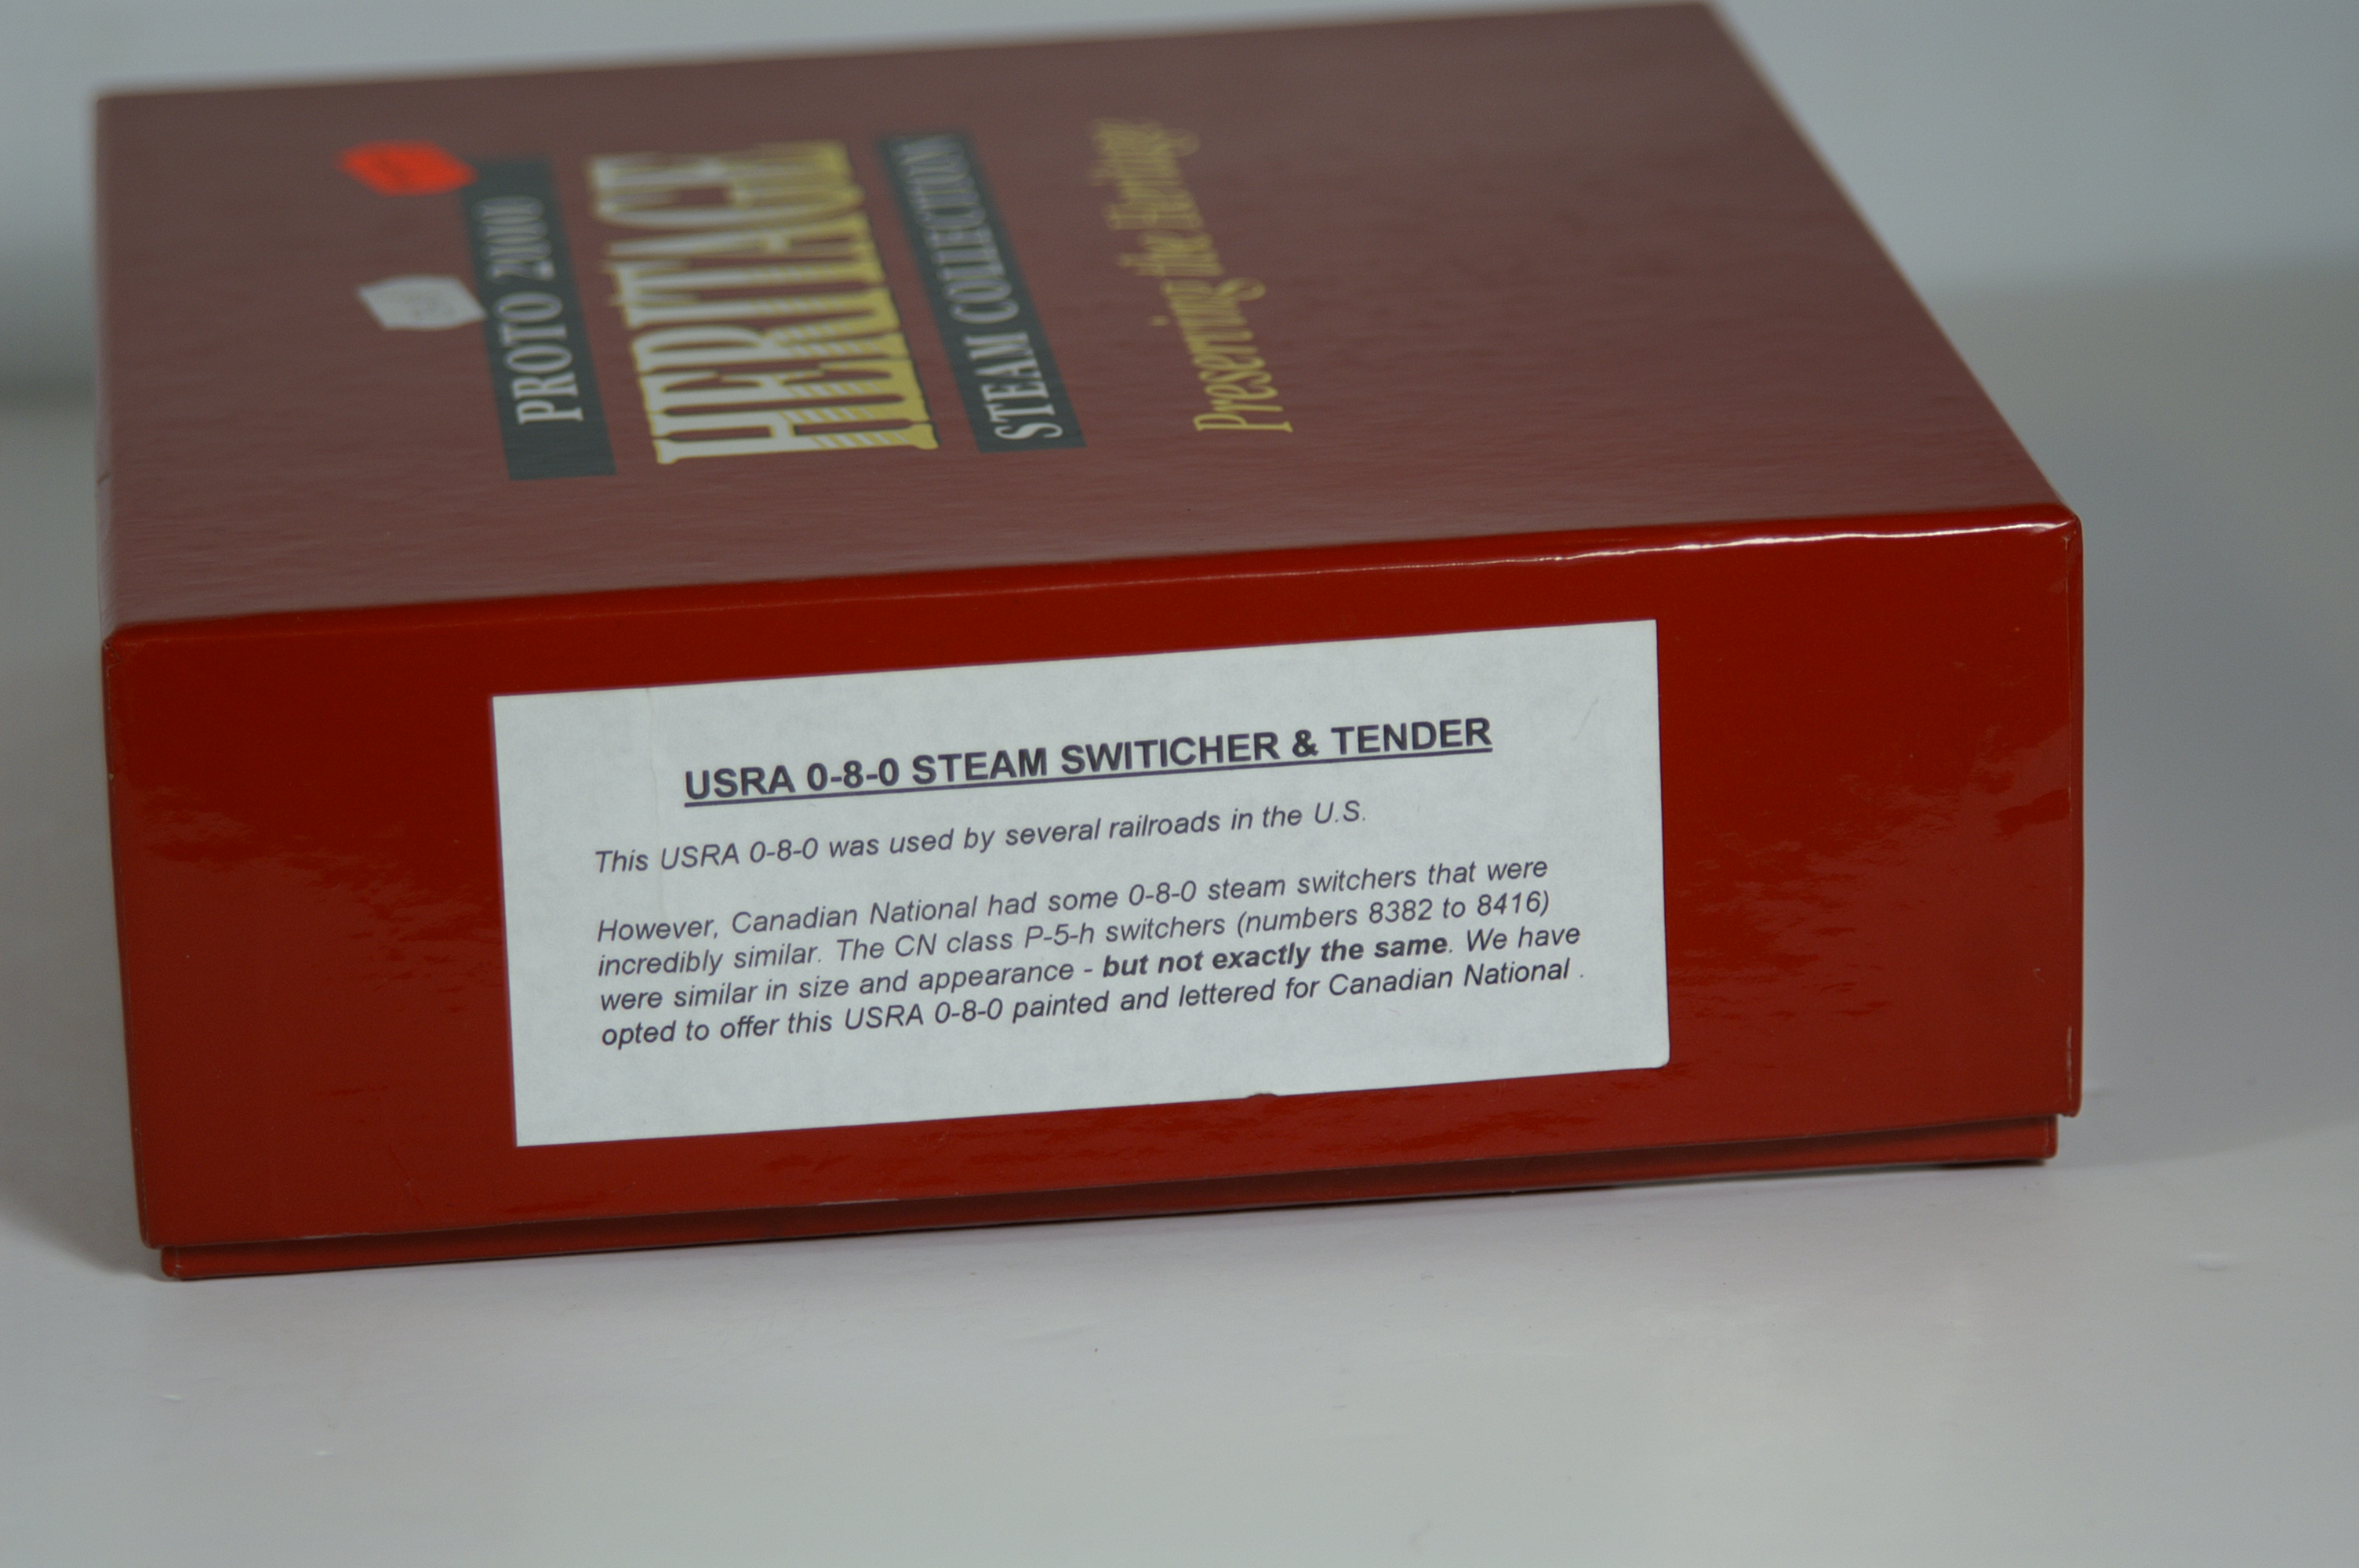 PROTO 2000
HERITAGE
STEAM COLLECTION
Preserving the Heritage
USRA 0-8-0 STEAM SWITICHER & TENDER
This USRA 0-8-0 was used by several railroads in the U.S.
However, Canadian National had some 0-8-0 steam switchers that were
incredibly similar. The CN class P-5-h switchers (numbers 8382 to 8416)
were similar in size and appearance - but not exactly the same. We have
opted to offer this USRA 0-8-0 painted and lettered for Canadian National .